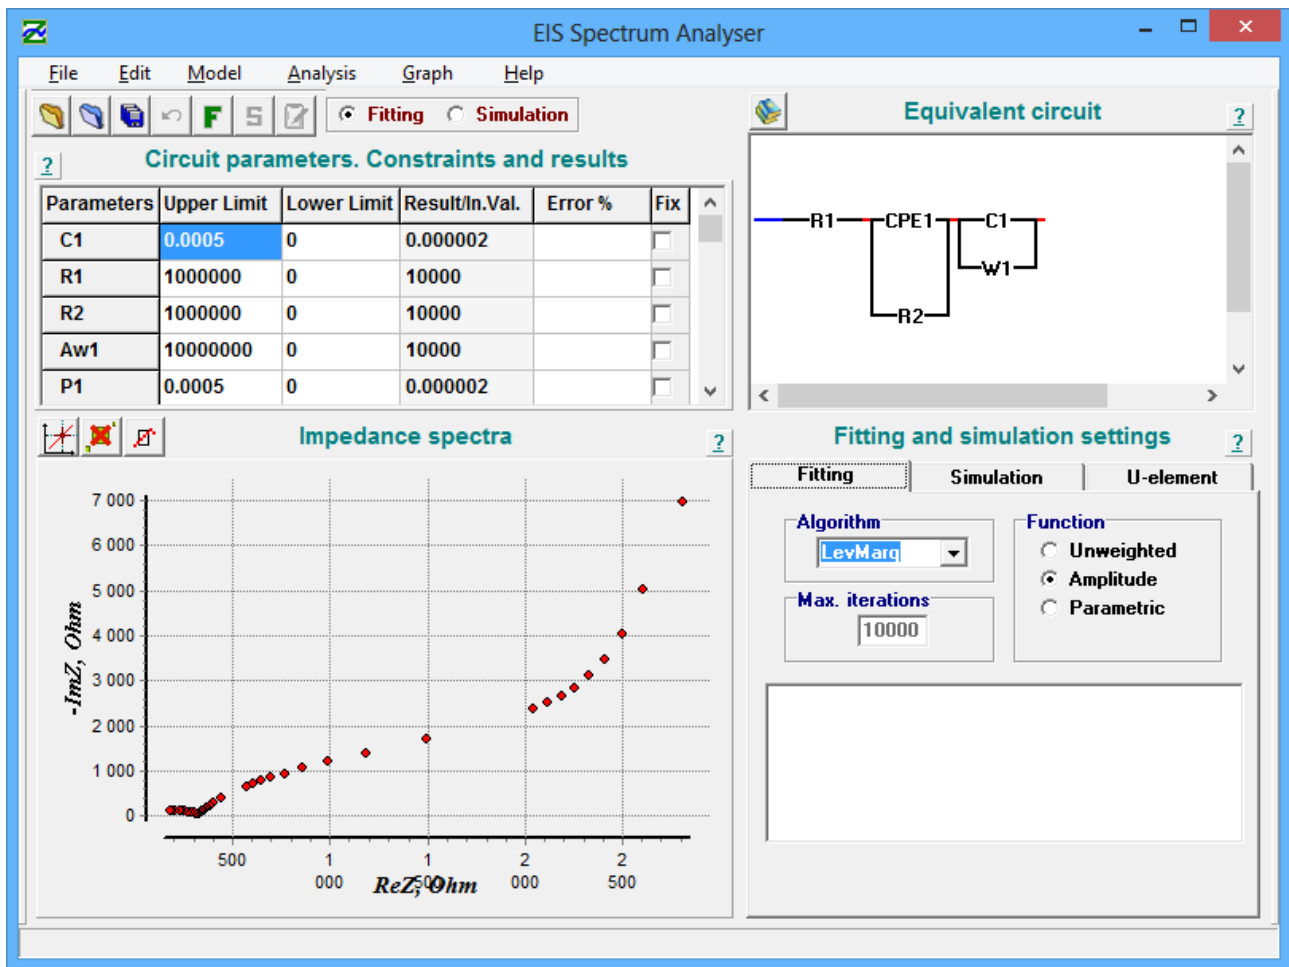 EIS Spectrum Analyser
File Edit Model Analysis Graph Help
F S Fitting Simulation
Circuit parameters. Constraints and results
?
Parameters Upper Limit Lower Limit Result/In.Val. Error % Fix
C1 0.0005 0 0.000002
R1 1000000 0 10000
R2 1000000 0 10000
Aw1 10000000 0 10000
P1 0.0005 0 0.000002
Equivalent circuit
?
R1 CPE1 C1
W1
R2
Impedance spectra
?
7 000
6 000
5 000
4 000
3 000
2 000
1 000
0
-ImZ, Ohm
500 1 000 1 500 2 000 2 500
ReZ, Ohm
Fitting and simulation settings
?
Fitting Simulation U-element
Algorithm
LevMarq
Max. iterations
10000
Function
Unweighted
Amplitude
Parametric